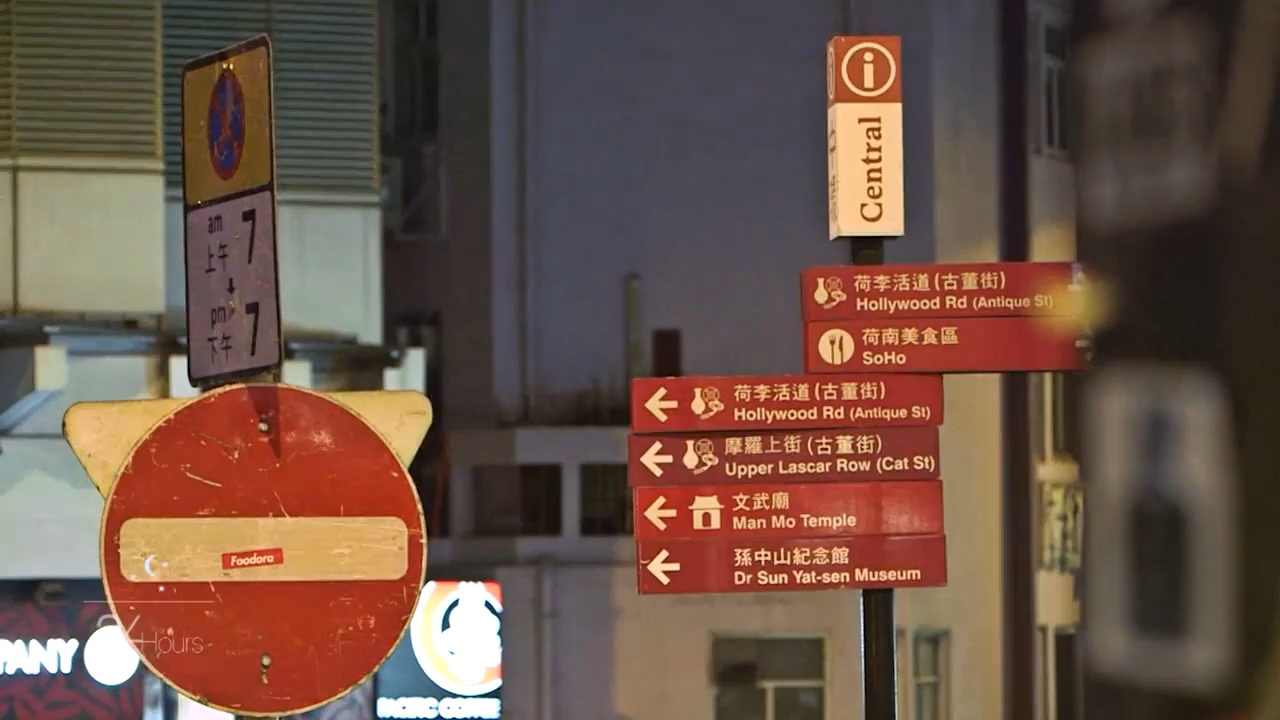 am
上午 7
pm
下午 7
Foodora
Hours
PANY
PACIFIC COFFEE
i
Central
荷李活道(古董街)
Hollywood Rd (Antique St)
荷南美食區
SoHo
荷李活道(古董街)
Hollywood Rd (Antique St)
摩羅上街(古董街)
Upper Lascar Row (Cat St)
文武廟
Man Mo Temple
孫中山紀念館
Dr Sun Yat-sen Museum